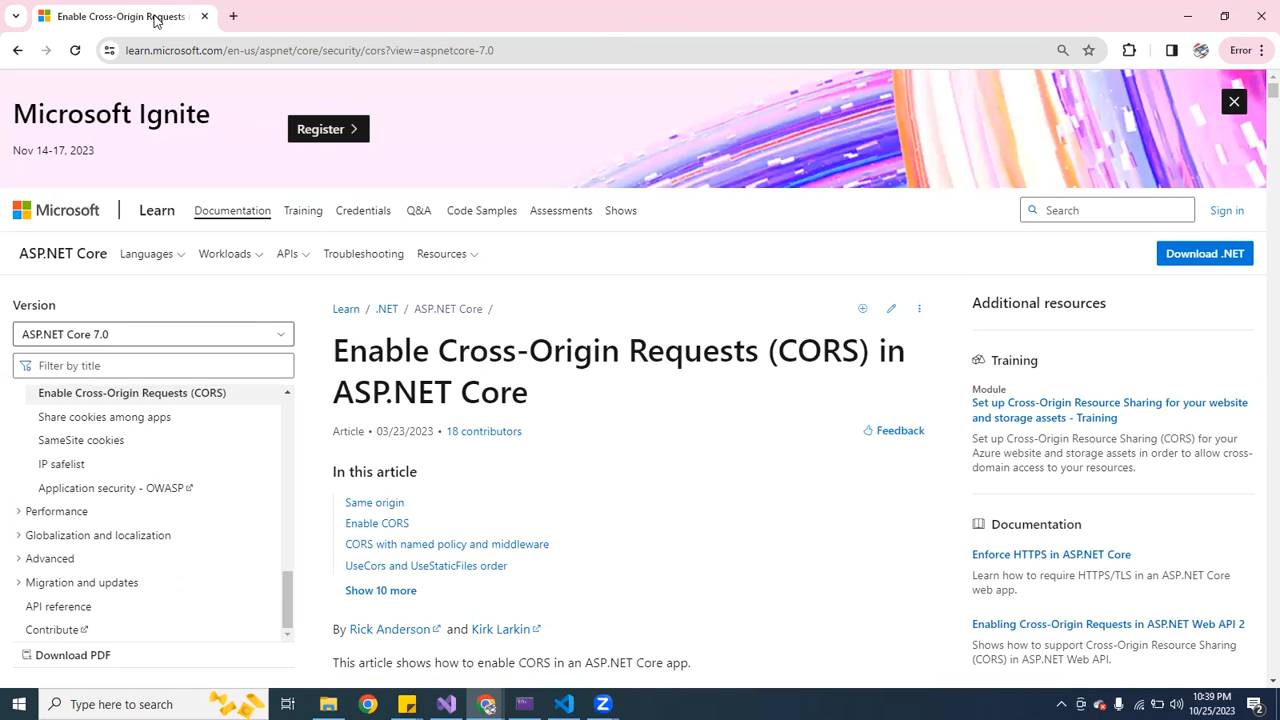 Enable Cross-Origin Requests
learn.microsoft.com/en-us/aspnet/core/security/cors?view=aspnetcore-7.0
Error
Microsoft Ignite
Register
Nov 14-17, 2023
Microsoft
Learn
Documentation
Training
Credentials
Q&A
Code Samples
Assessments
Shows
Search
Sign in
ASP.NET Core
Languages
Workloads
APIs
Troubleshooting
Resources
Download .NET
Version
ASP.NET Core 7.0
Filter by title
Enable Cross-Origin Requests (CORS)
Share cookies among apps
SameSite cookies
IP safelist
Application security - OWASP
Performance
Globalization and localization
Advanced
Migration and updates
API reference
Contribute
Download PDF
Learn / .NET / ASP.NET Core /
Enable Cross-Origin Requests (CORS) in
ASP.NET Core
Article • 03/23/2023 • 18 contributors
Feedback
In this article
Same origin
Enable CORS
CORS with named policy and middleware
UseCors and UseStaticFiles order
Show 10 more
By Rick Anderson and Kirk Larkin
This article shows how to enable CORS in an ASP.NET Core app.
Additional resources
Training
Module
Set up Cross-Origin Resource Sharing for your website
and storage assets - Training
Set up Cross-Origin Resource Sharing (CORS) for your
Azure website and storage assets in order to allow cross-
domain access to your resources.
Documentation
Enforce HTTPS in ASP.NET Core
Learn how to require HTTPS/TLS in an ASP.NET Core
web app.
Enabling Cross-Origin Requests in ASP.NET Web API 2
Shows how to support Cross-Origin Resource Sharing
(CORS) in ASP.NET Web API.
Type here to search
10:39 PM
10/25/2023
2